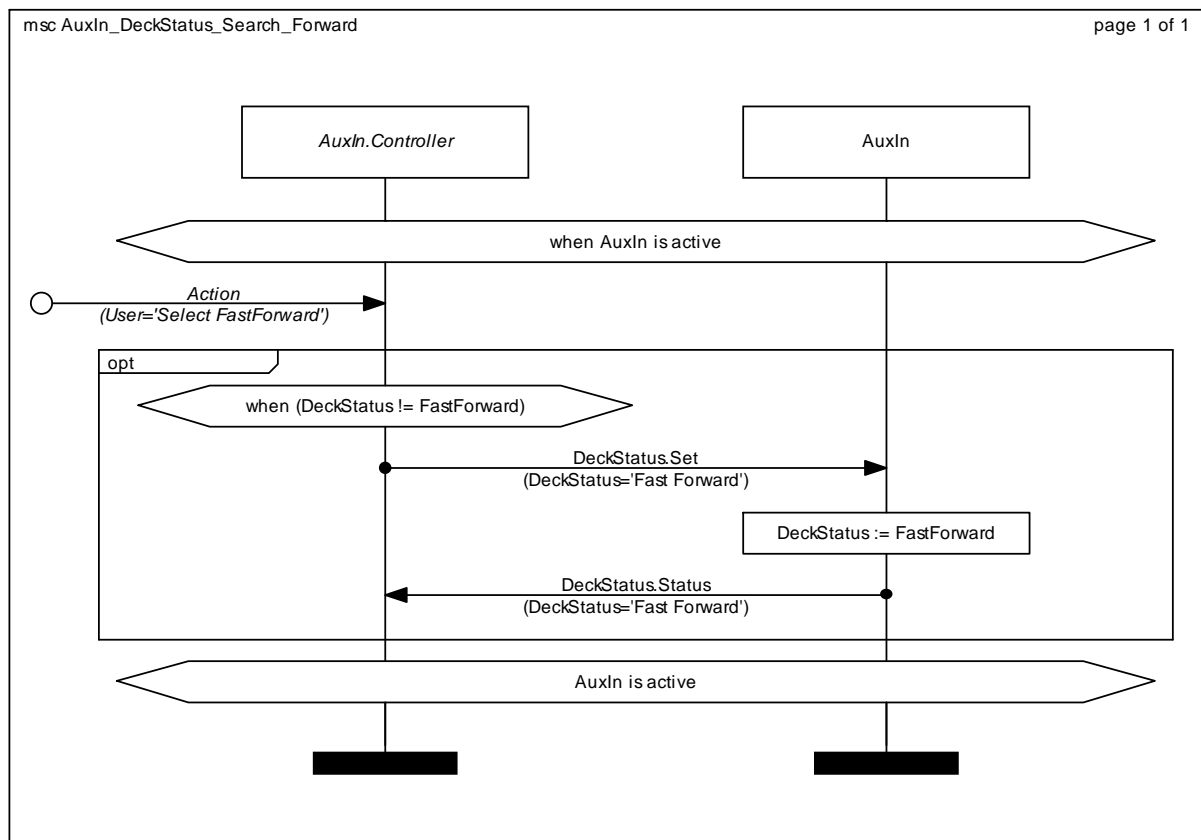 msc AuxIn_DeckStatus_Search_Forward
page 1 of 1
AuxIn.Controller
AuxIn
when AuxIn is active
Action
(User='Select FastForward')
opt
when (DeckStatus != FastForward)
DeckStatus.Set
(DeckStatus='Fast Forward')
DeckStatus := FastForward
DeckStatus.Status
(DeckStatus='Fast Forward')
AuxIn is active